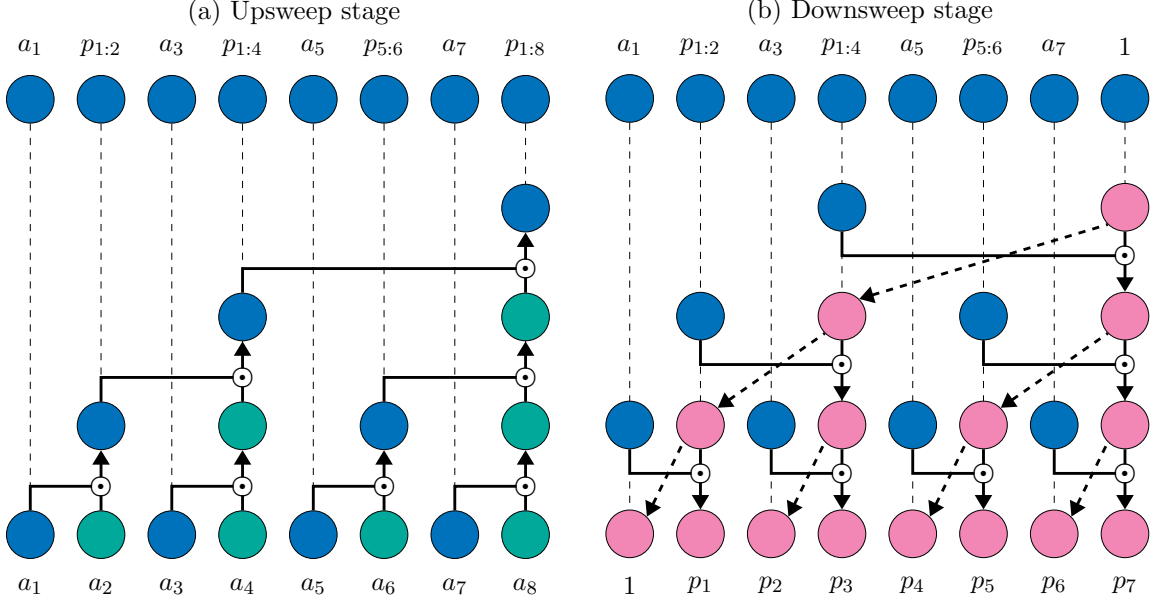 (a) Upsweep stage
a₁ p₁:₂ a₃ p₁:₄ a₅ p₅:₆ a₇ p₁:₈
a₁ a₂ a₃ a₄ a₅ a₆ a₇ a₈
(b) Downsweep stage
a₁ p₁:₂ a₃ p₁:₄ a₅ p₅:₆ a₇ 1
1 p₁ p₂ p₃ p₄ p₅ p₆ p₇